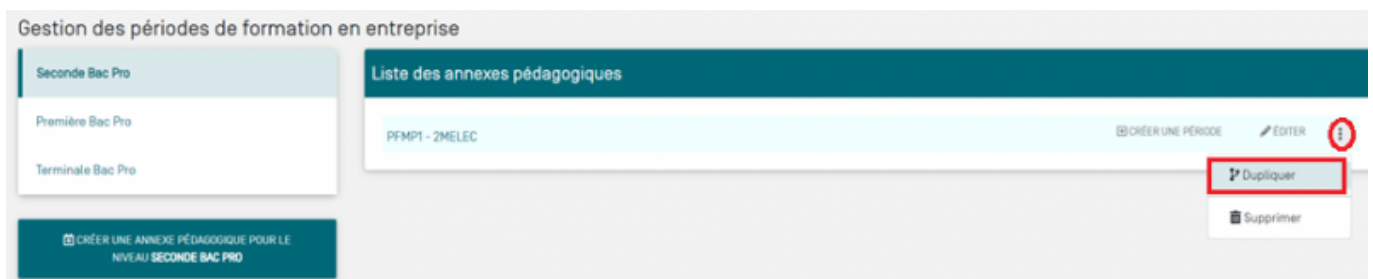 Gestion des périodes de formation en entreprise
Seconde Bac Pro
Première Bac Pro
Terminale Bac Pro
CRÉER UNE ANNEXE PÉDAGOGIQUE POUR LE
NIVEAU SECONDE BAC PRO
Liste des annexes pédagogiques
PFMP1 - 2MELEC
CRÉER UNE PÉRIODE
ÉDITER
Dupliquer
Supprimer